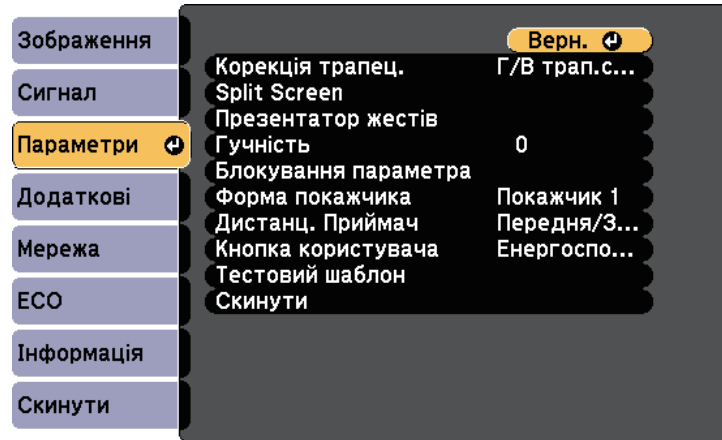 Зображення
Сигнал
Параметри
Додаткові
Мережа
ECO
Інформація
Скинути
Верн.
Корекція трапец. Г/В трап.с...
Split Screen
Презентатор жестів
Гучність 0
Блокування параметра
Форма покажчика Покажчик 1
Дистанц. Приймач Передня/З...
Кнопка користувача Енергоспо...
Тестовий шаблон
Скинути